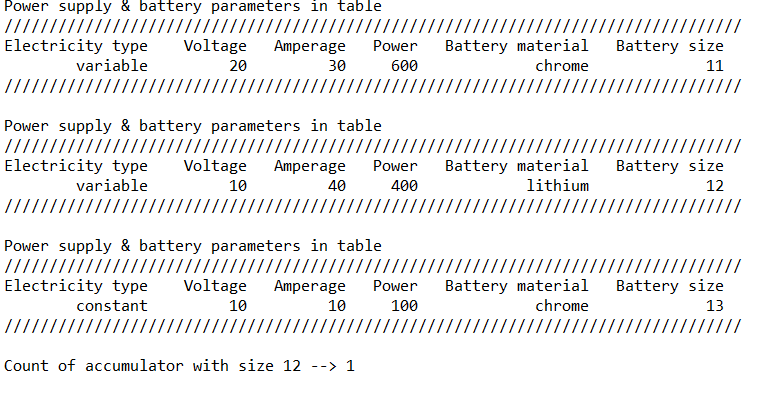 Power supply & battery parameters in table
//////////////////////////////////////////////////////////////////////////////////
Electricity type    Voltage   Amperage   Power   Battery material   Battery size
        variable         20         30     600             chrome             11
//////////////////////////////////////////////////////////////////////////////////
Power supply & battery parameters in table
//////////////////////////////////////////////////////////////////////////////////
Electricity type    Voltage   Amperage   Power   Battery material   Battery size
        variable         10         40     400            lithium             12
//////////////////////////////////////////////////////////////////////////////////
Power supply & battery parameters in table
//////////////////////////////////////////////////////////////////////////////////
Electricity type    Voltage   Amperage   Power   Battery material   Battery size
        constant         10         10     100             chrome             13
//////////////////////////////////////////////////////////////////////////////////
Count of accumulator with size 12 --> 1